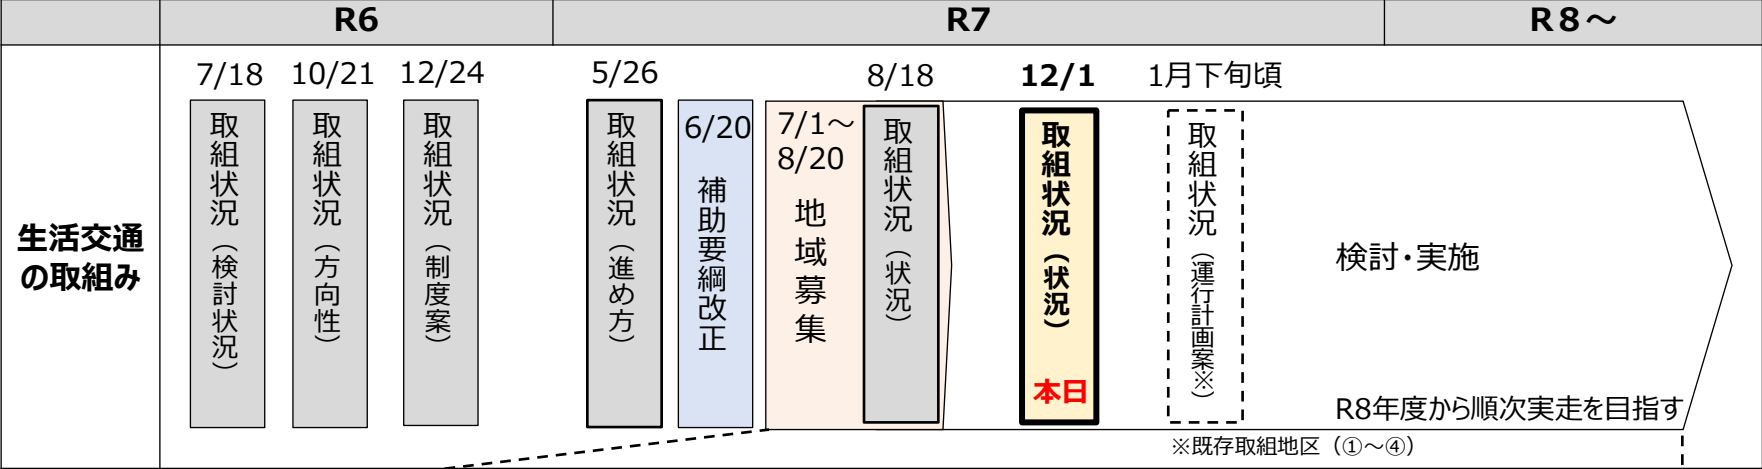 R6
R7
R8～
生活交通
の取組み
7/18
取組状況（検討状況）
10/21
取組状況（方向性）
12/24
取組状況（制度案）
5/26
取組状況（進め方）
6/20
補助要綱改正
7/1～
8/20
地域募集
8/18
取組状況（状況）
12/1
取組状況（状況）
本日
1月下旬頃
取組状況（運行計画案※）
検討･実施
R8年度から順次実走を目指す
※既存取組地区（①～④）